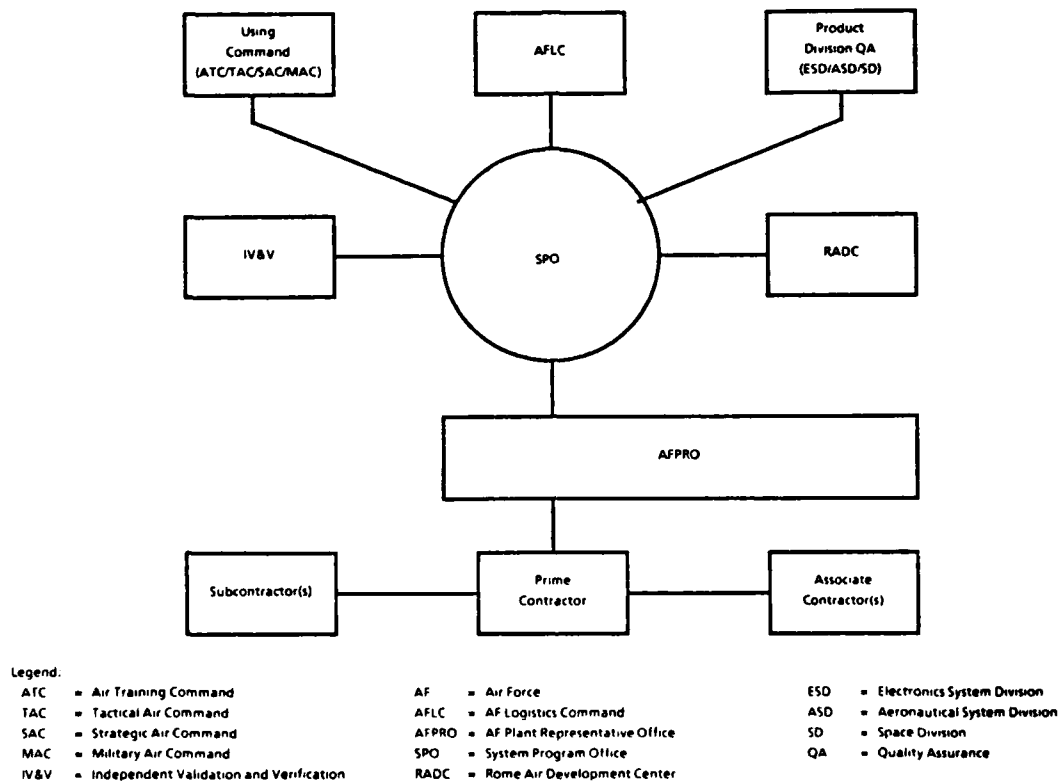 Using
Command
(ATC/TAC/SAC/MAC)
AFLC
Product
Division QA
(ESD/ASD/SD)
IV&V
SPO
RADC
AFPRO
Subcontractor(s)
Prime
Contractor
Associate
Contractor(s)
Legend:
ATC = Air Training Command
TAC = Tactical Air Command
SAC = Strategic Air Command
MAC = Military Air Command
IV&V = Independent Validation and Verification
AF = Air Force
AFLC = AF Logistics Command
AFPRO = AF Plant Representative Office
SPO = System Program Office
RADC = Rome Air Development Center
ESD = Electronics System Division
ASD = Aeronautical System Division
SD = Space Division
QA = Quality Assurance